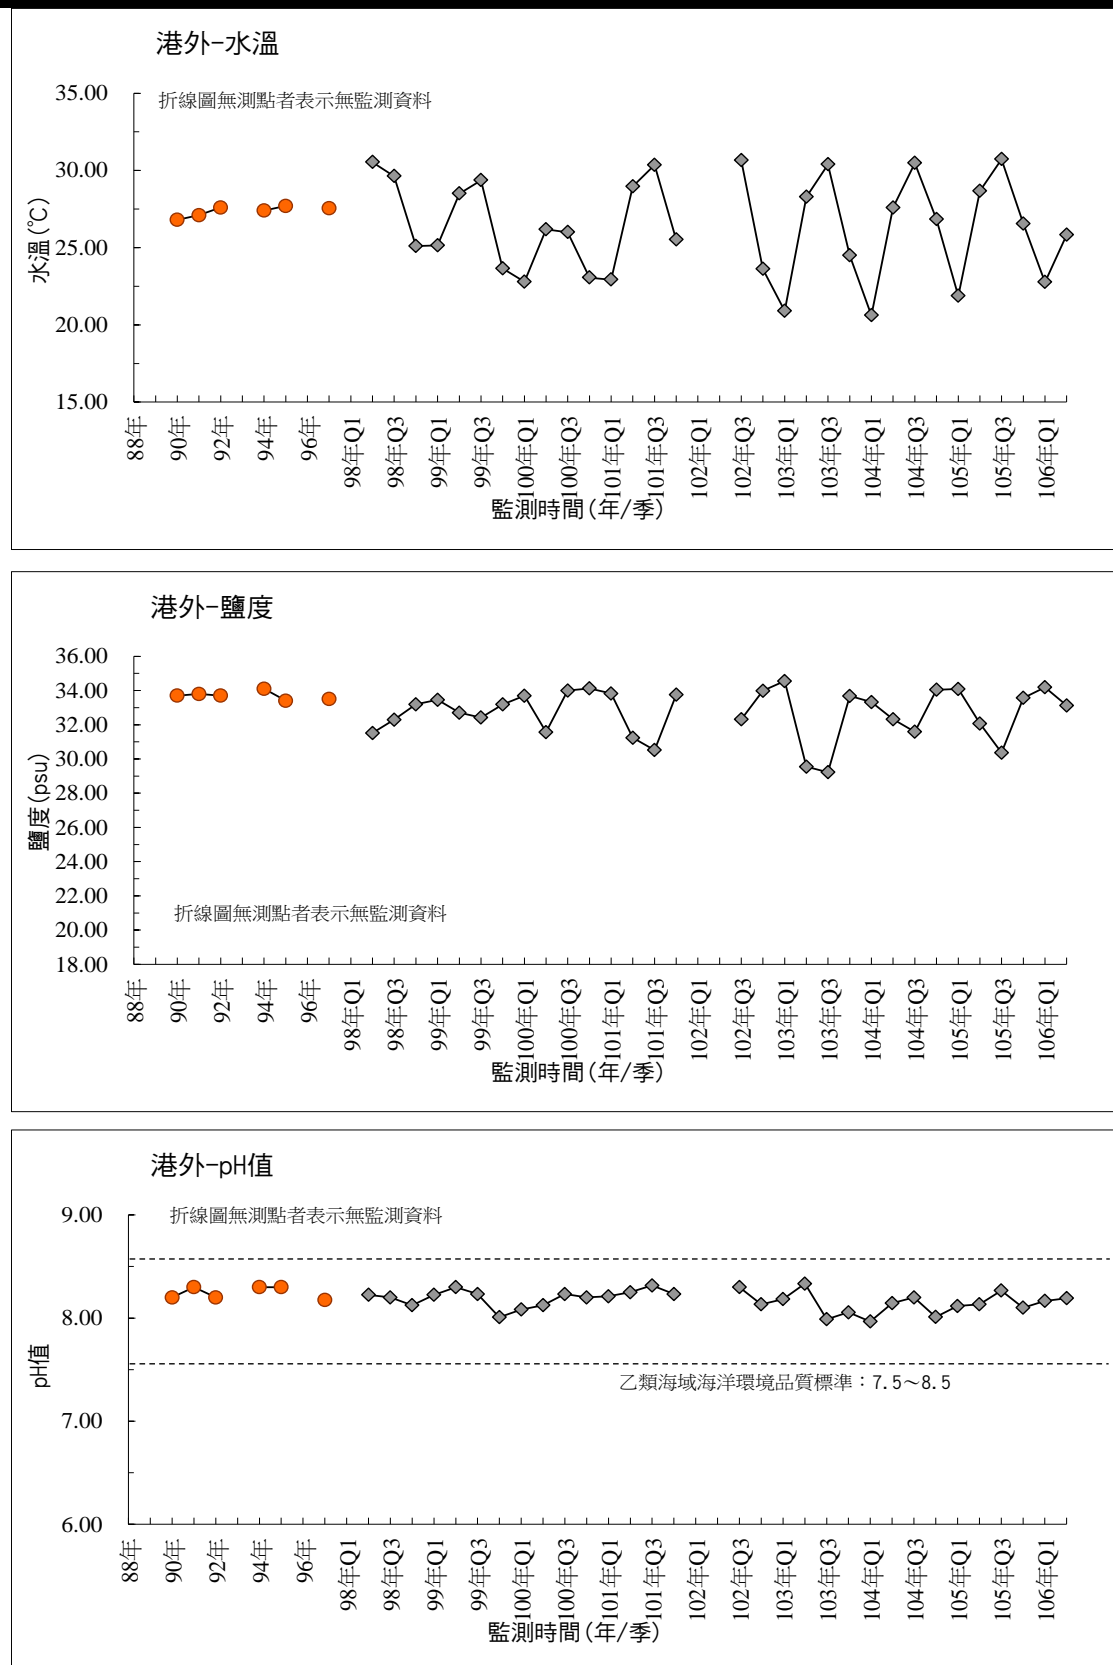 港外-水溫
折線圖無測點者表示無監測資料
35.00
30.00
25.00
20.00
15.00
水溫(℃)
88年
90年
92年
94年
96年
98年Q1
98年Q3
99年Q1
99年Q3
100年Q1
100年Q3
101年Q1
101年Q3
102年Q1
102年Q3
103年Q1
103年Q3
104年Q1
104年Q3
105年Q1
105年Q3
106年Q1
監測時間(年/季)
港外-鹽度
36.00
34.00
32.00
30.00
28.00
26.00
24.00
22.00
20.00
18.00
鹽度(psu)
折線圖無測點者表示無監測資料
88年
90年
92年
94年
96年
98年Q1
98年Q3
99年Q1
99年Q3
100年Q1
100年Q3
101年Q1
101年Q3
102年Q1
102年Q3
103年Q1
103年Q3
104年Q1
104年Q3
105年Q1
105年Q3
106年Q1
監測時間(年/季)
港外-pH值
折線圖無測點者表示無監測資料
9.00
8.00
7.00
6.00
pH值
乙類海域海洋環境品質標準：7.5～8.5
88年
90年
92年
94年
96年
98年Q1
98年Q3
99年Q1
99年Q3
100年Q1
100年Q3
101年Q1
101年Q3
102年Q1
102年Q3
103年Q1
103年Q3
104年Q1
104年Q3
105年Q1
105年Q3
106年Q1
監測時間(年/季)